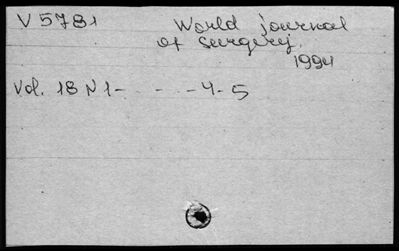 V 5781 World journal
of surgery.
1994
Vol. 18 N 1- - - -4-5